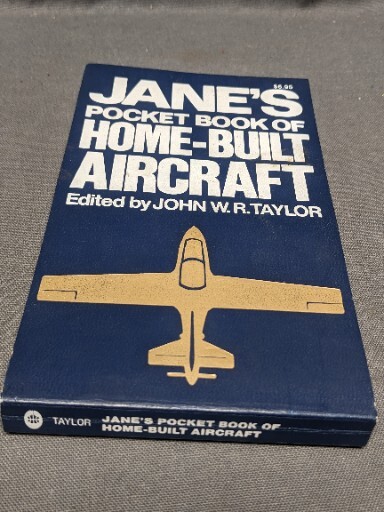 $6.95
JANE'S
POCKET BOOK OF
HOME-BUILT
AIRCRAFT
Edited by JOHN W. R. TAYLOR
TAYLOR
JANE'S POCKET BOOK OF
HOME-BUILT AIRCRAFT